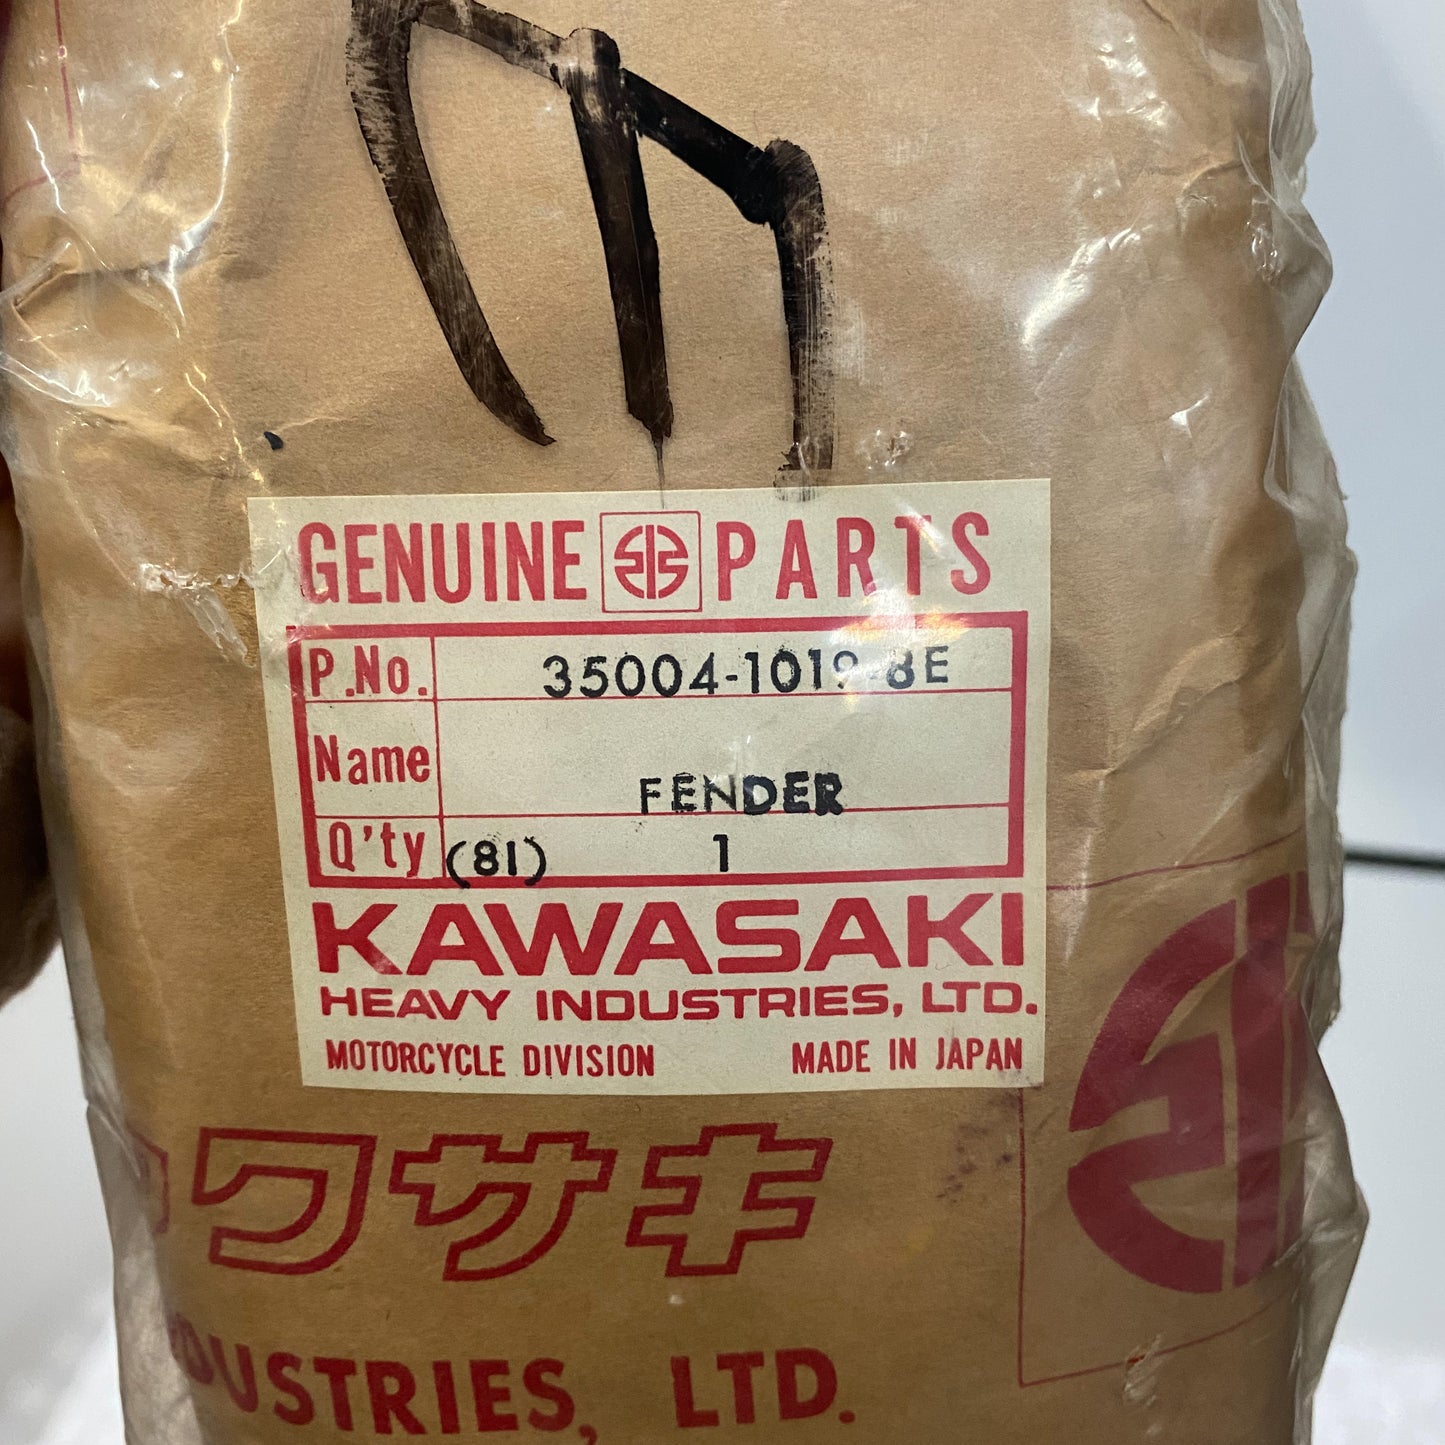 GENUINE PARTS
P.No. 35004-1019-8E
Name FENDER
Q'ty (81) 1
KAWASAKI
HEAVY INDUSTRIES, LTD.
MOTORCYCLE DIVISION MADE IN JAPAN
ワサキ
DUSTRIES, LTD.